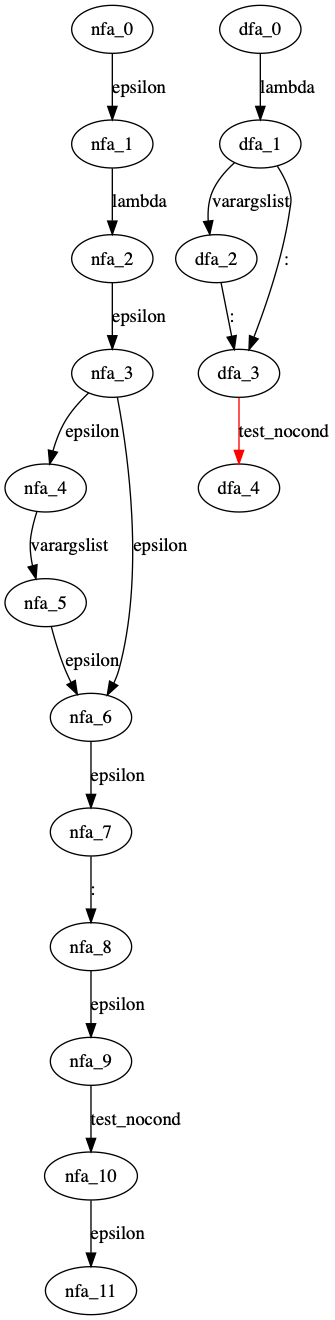 nfa_0
epsilon
nfa_1
lambda
nfa_2
epsilon
nfa_3
epsilon
epsilon
nfa_4
varargslist
nfa_5
epsilon
nfa_6
epsilon
nfa_7
:
nfa_8
epsilon
nfa_9
test_nocond
nfa_10
epsilon
nfa_11
dfa_0
lambda
dfa_1
varargslist
:
dfa_2
:
dfa_3
test_nocond
dfa_4